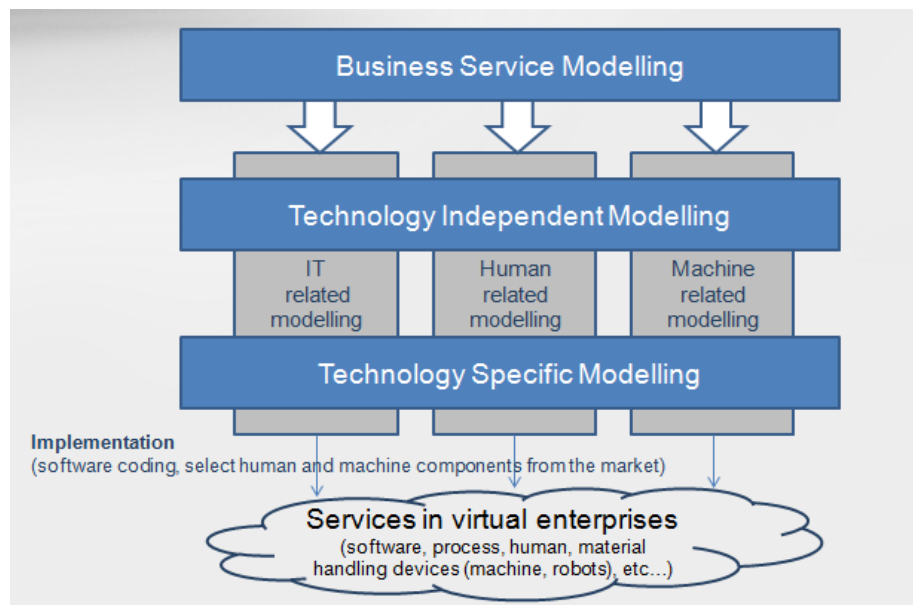 Business Service Modelling
Technology Independent Modelling
IT
related
modelling
Human
related
modelling
Machine
related
modelling
Technology Specific Modelling
Implementation
(software coding, select human and machine components from the market)
Services in virtual enterprises
(software, process, human, material
handling devices (machine, robots), etc...)